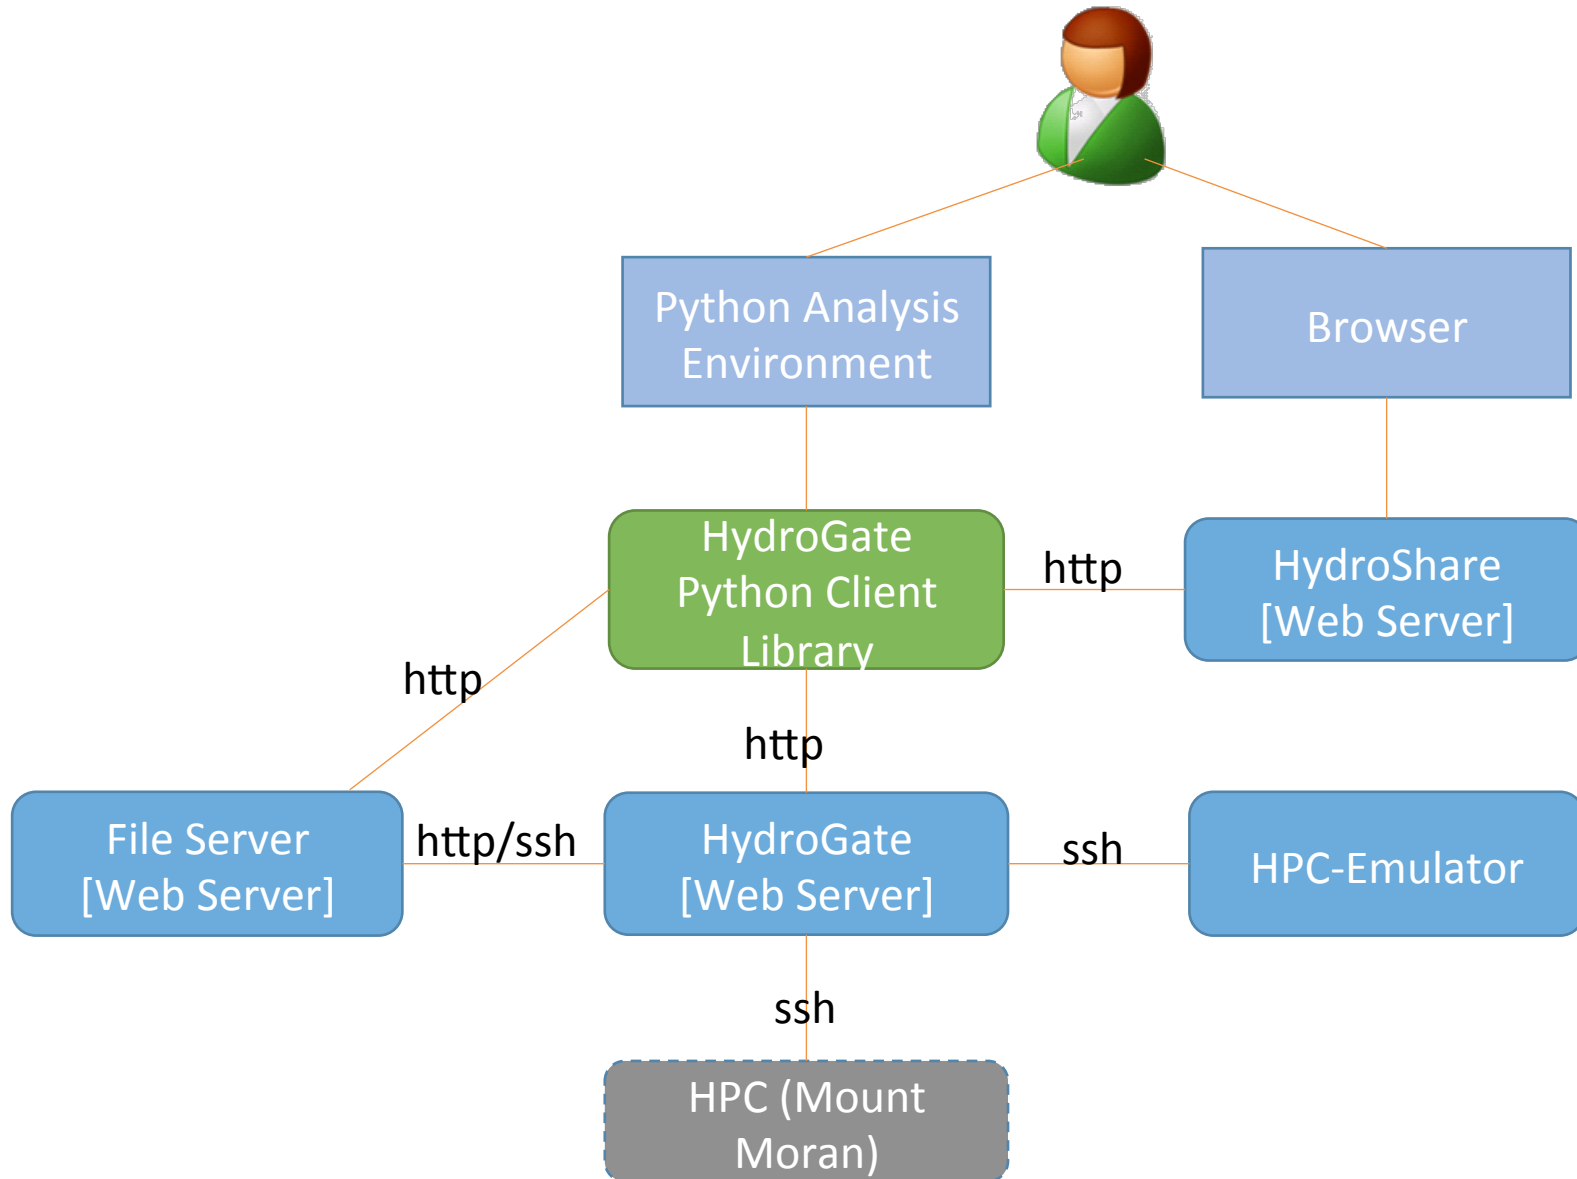 Python Analysis
Environment
Browser
HydroGate
Python Client
Library
http
HydroShare
[Web Server]
http
http
File Server
[Web Server]
http/ssh
HydroGate
[Web Server]
ssh
HPC-Emulator
ssh
HPC (Mount
Moran)